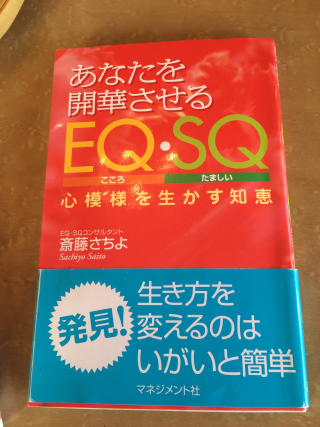 あなたを
開華させる
EQ・SQ
こころ たましい
心模様を生かす知恵
EQ・SQコンサルタント
斎藤さちよ
Sachiyo Saito
発見!
生き方を
変えるのは
いがいと簡単
マネジメント社